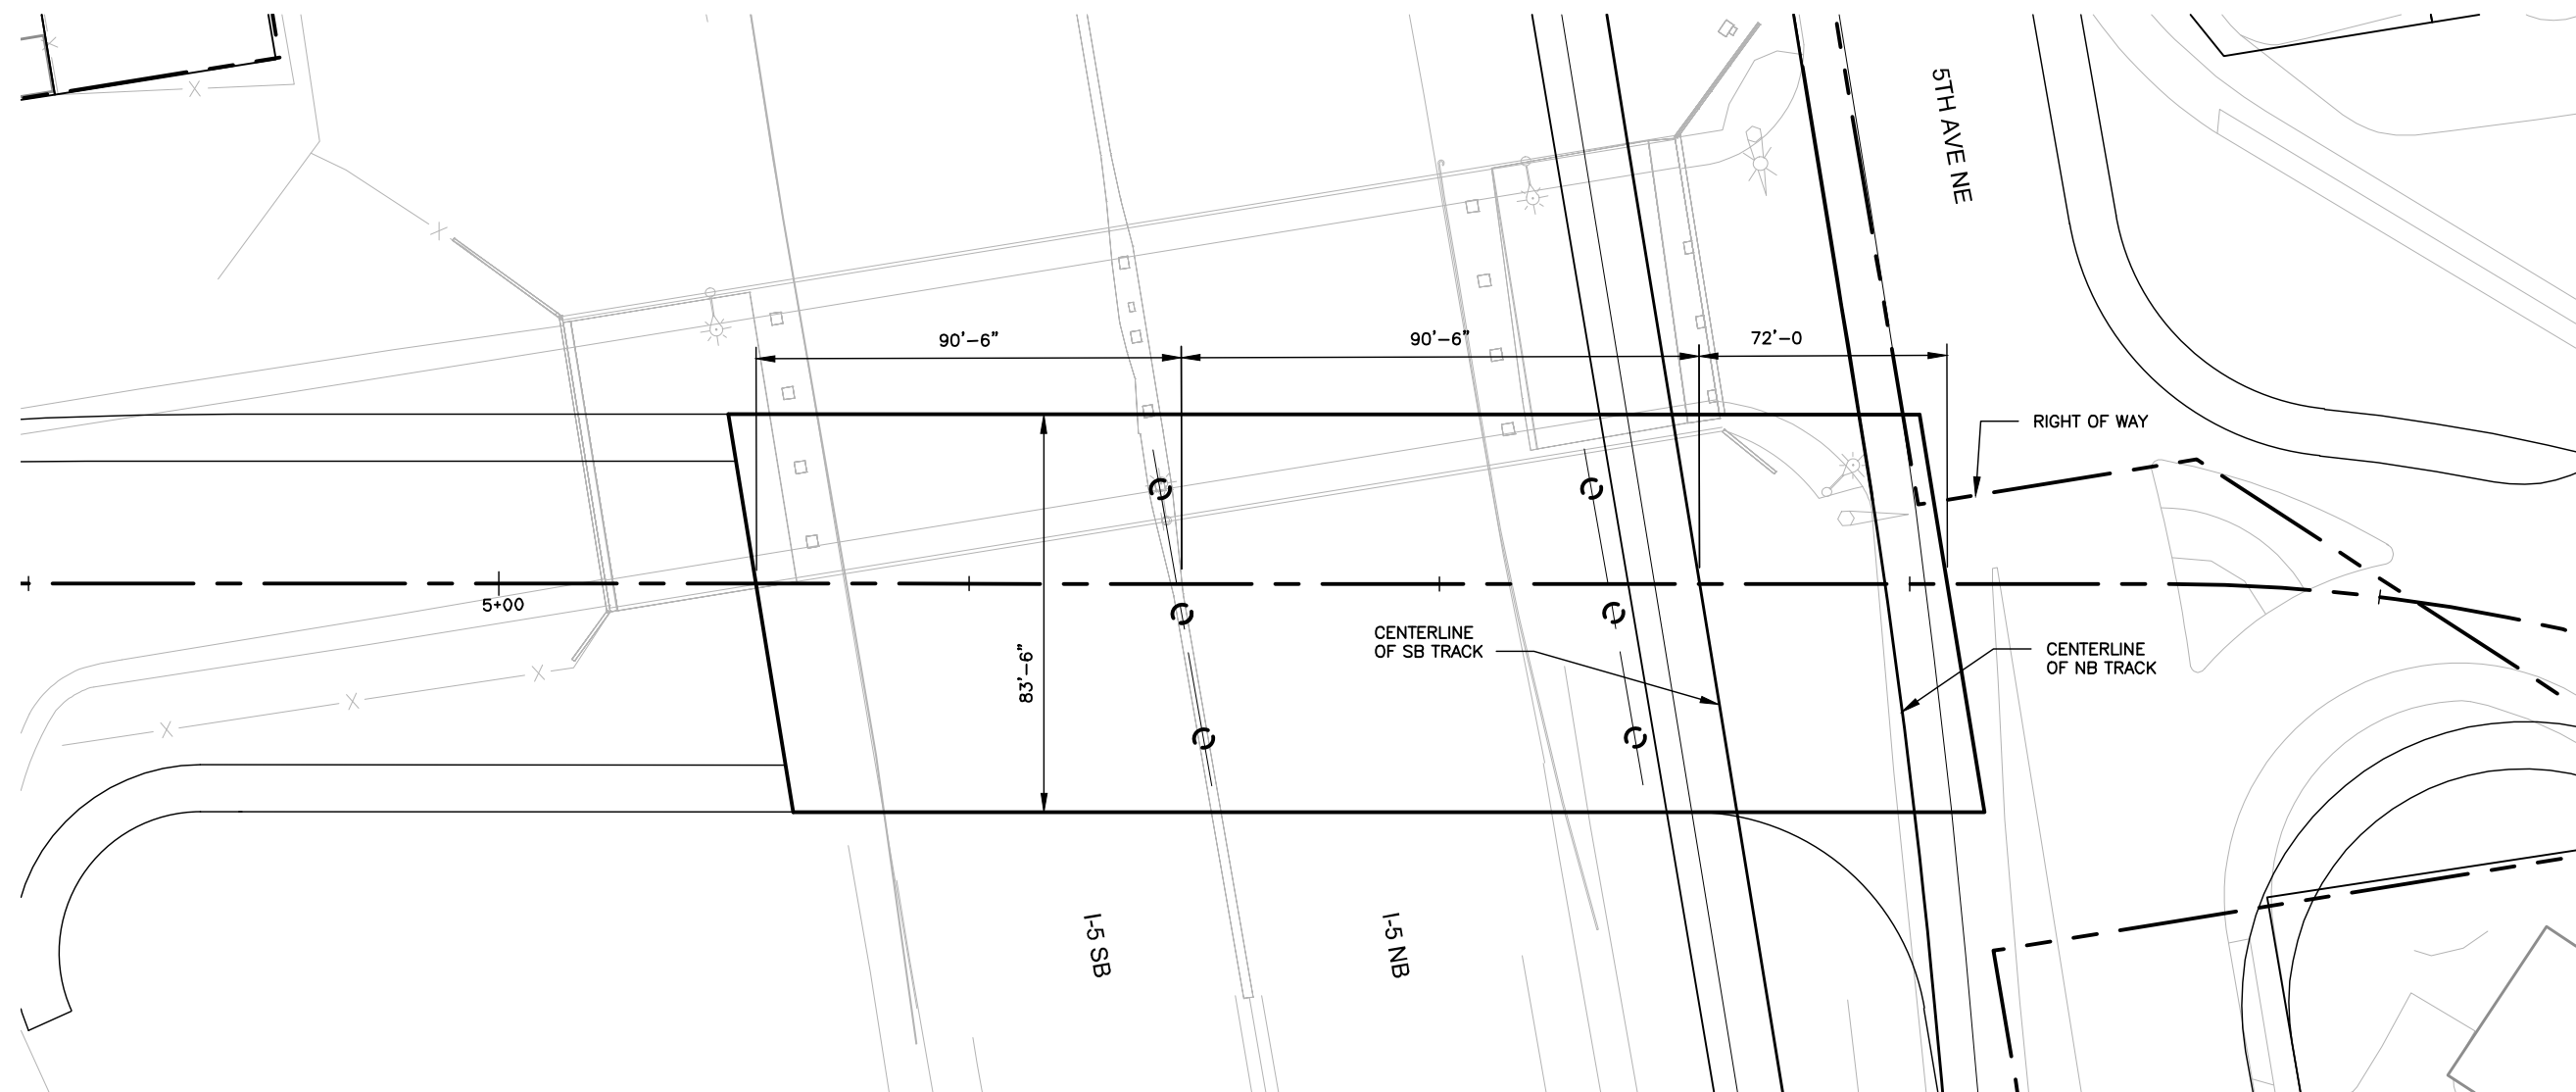 5TH AVE NE
90'-6"
90'-6"
72'-0
RIGHT OF WAY
5+00
83'-6"
CENTERLINE
OF SB TRACK
CENTERLINE
OF NB TRACK
I-5 SB
I-5 NB